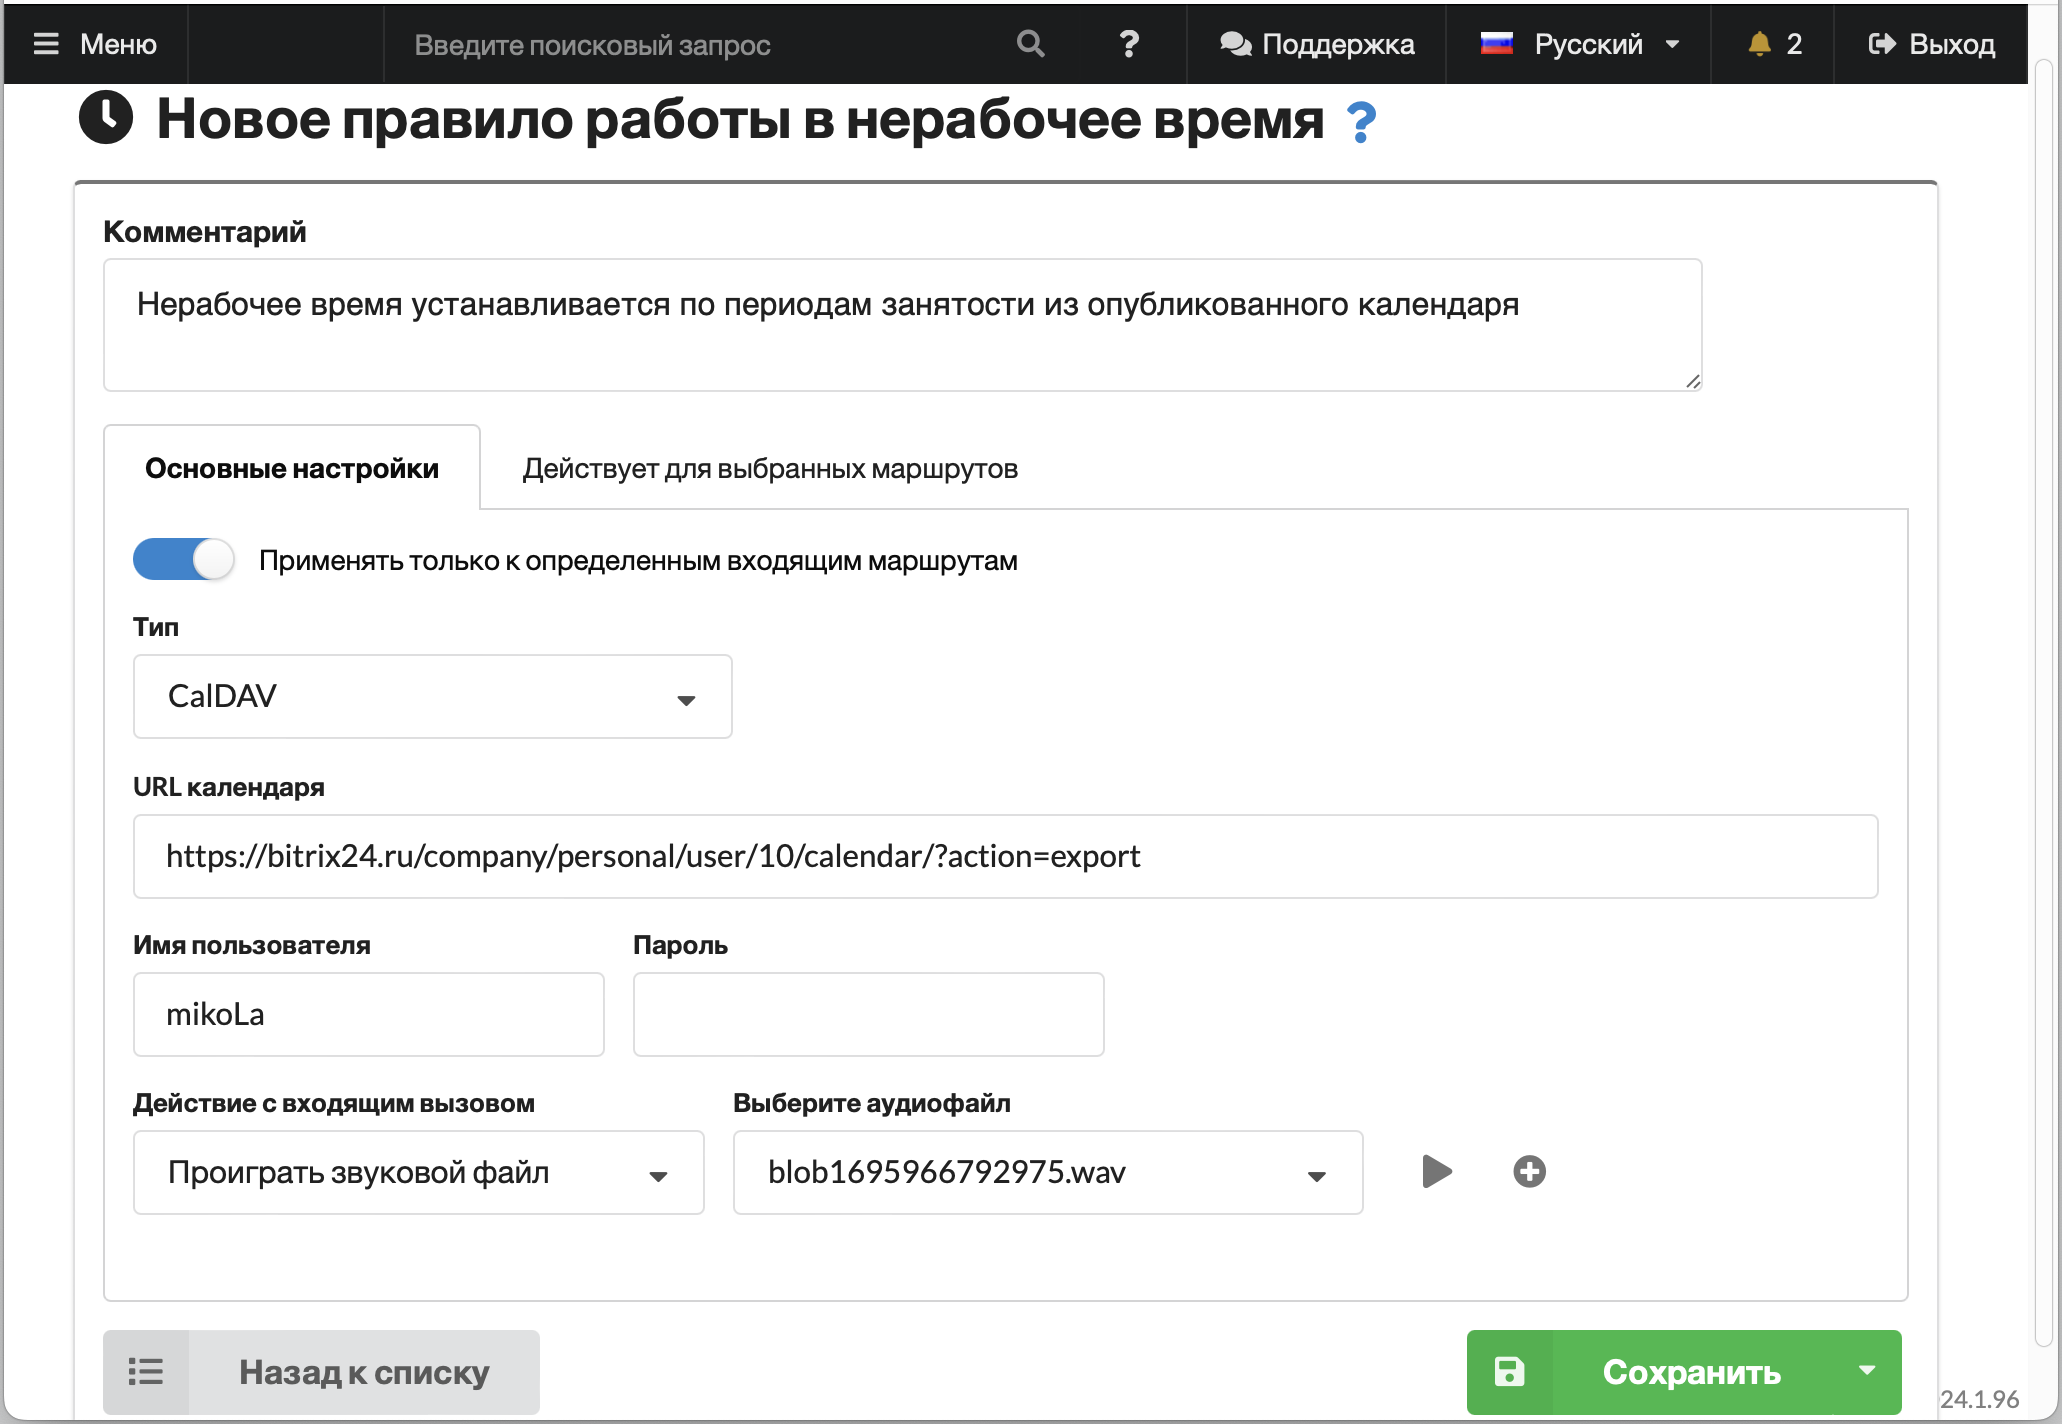 Меню
Введите поисковый запрос
?
Поддержка
Русский
2
Выход
Новое правило работы в нерабочее время ?
Комментарий
Нерабочее время устанавливается по периодам занятости из опубликованного календаря
Основные настройки
Действует для выбранных маршрутов
Применять только к определенным входящим маршрутам
Тип
CalDAV
URL календаря
https://bitrix24.ru/company/personal/user/10/calendar/?action=export
Имя пользователя
Пароль
mikoLa
Действие с входящим вызовом
Выберите аудиофайл
Проиграть звуковой файл
blob1695966792975.wav
Назад к списку
Сохранить
24.1.96